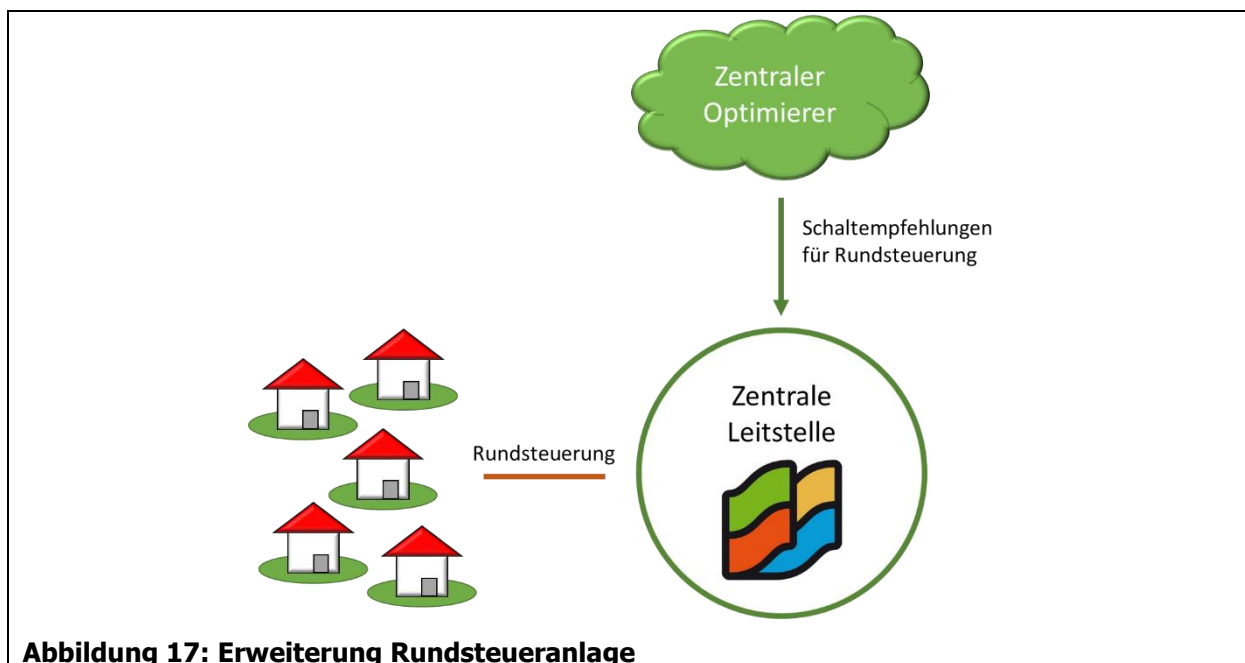 Zentraler
Optimierer
Schaltempfehlungen
für Rundsteuerung
Zentrale
Leitstelle
Rundsteuerung
Abbildung 17: Erweiterung Rundsteueranlage